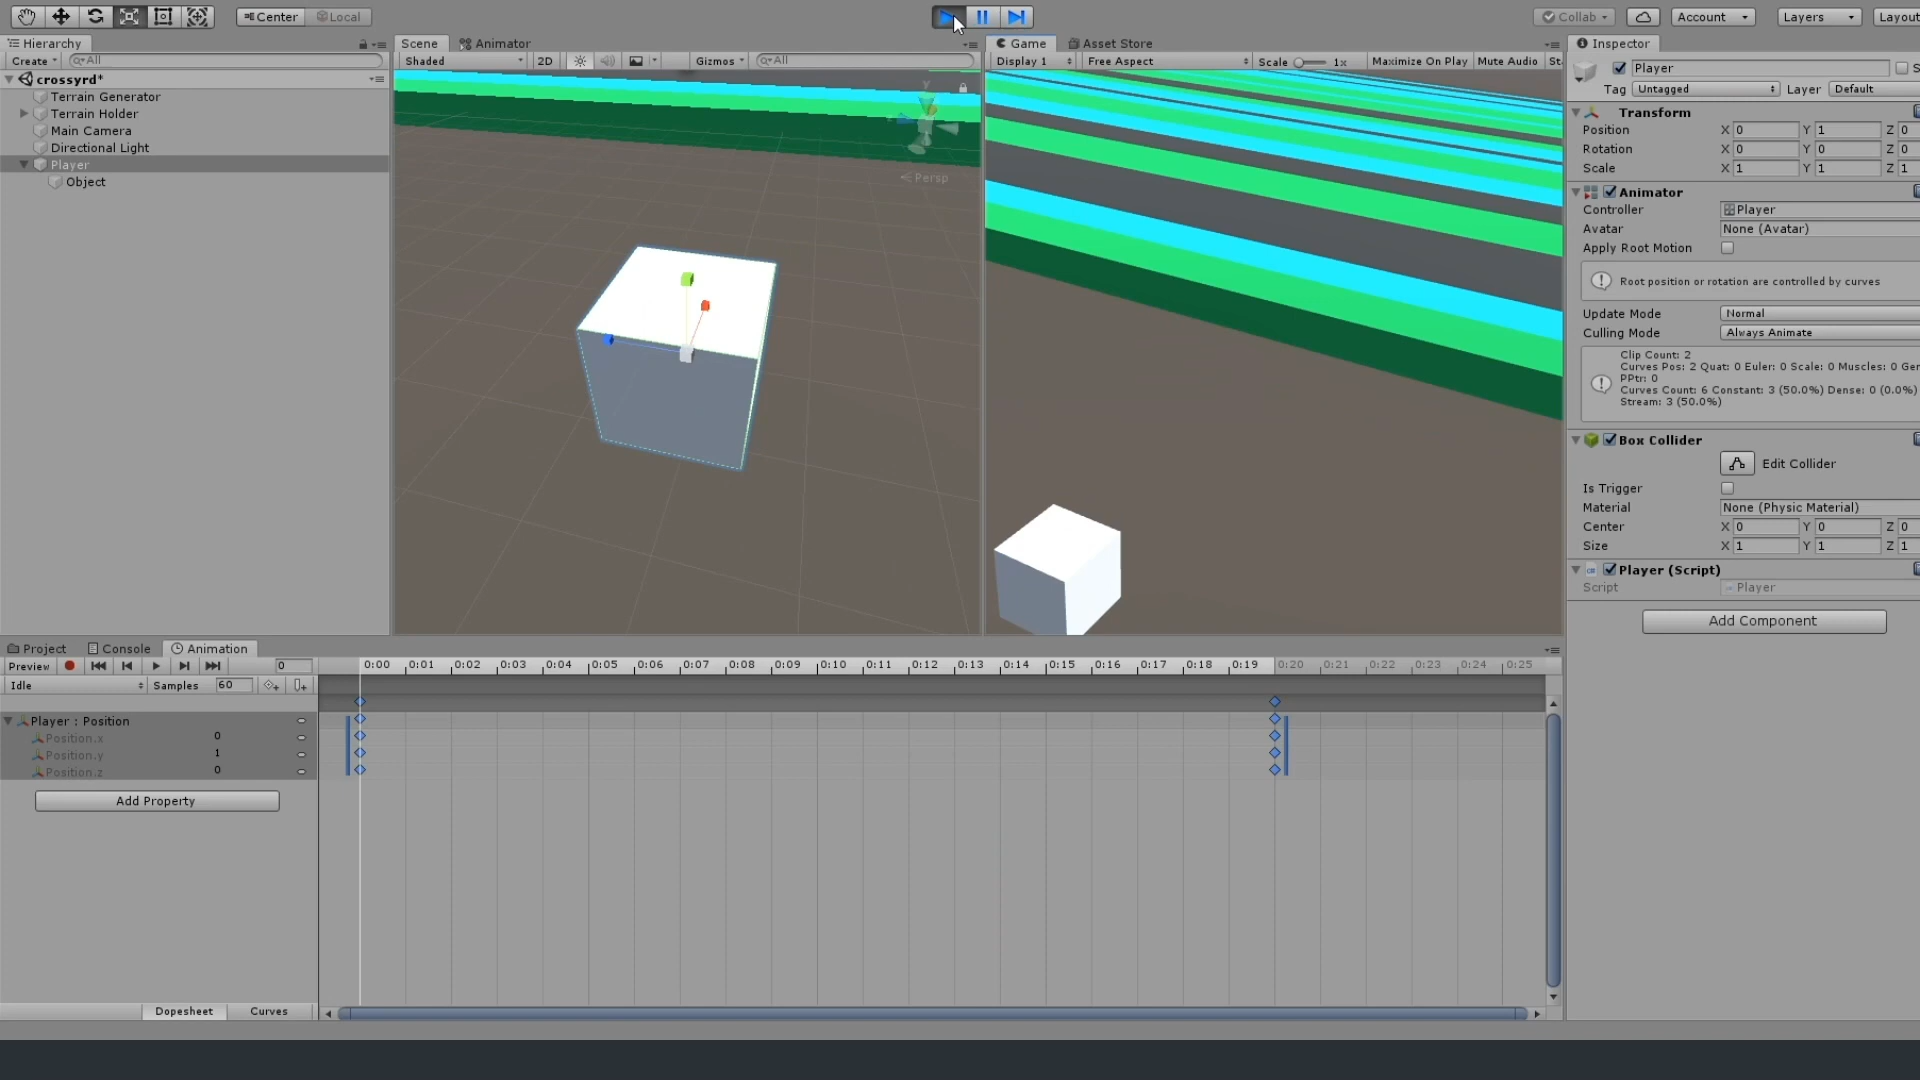 Center Local
Collab Account Layers Layout
Hierarchy
Create All
crossyrd*
Terrain Generator
Terrain Holder
Main Camera
Directional Light
Player
Object
Scene Animator
Shaded 2D Gizmos All
Y
Persp
Game Asset Store
Display 1 Free Aspect Scale 1x Maximize On Play Mute Audio St
Inspector
Player S
Tag Untagged Layer Default
Transform
Position X 0 Y 1 Z 0
Rotation X 0 Y 0 Z 0
Scale X 1 Y 1 Z 1
Animator
Controller Player
Avatar None (Avatar)
Apply Root Motion
Root position or rotation are controlled by curves
Update Mode Normal
Culling Mode Always Animate
Clip Count: 2
Curves Pos: 2 Quat: 0 Euler: 0 Scale: 0 Muscles: 0 Ger
PPtr: 0
Curves Count: 6 Constant: 3 (50.0%) Dense: 0 (0.0%)
Stream: 3 (50.0%)
Box Collider
Edit Collider
Is Trigger
Material None (Physic Material)
Center X 0 Y 0 Z 0
Size X 1 Y 1 Z 1
Player (Script)
Script Player
Add Component
Project Console Animation
Preview 0 0:00 0:01 0:02 0:03 0:04 0:05 0:06 0:07 0:08 0:09 0:10 0:11 0:12 0:13 0:14 0:15 0:16 0:17 0:18 0:19 0:20 0:21 0:22 0:23 0:24 0:25
Idle Samples 60
Player : Position
Position.x 0
Position.y 1
Position.z 0
Add Property
Dopesheet Curves